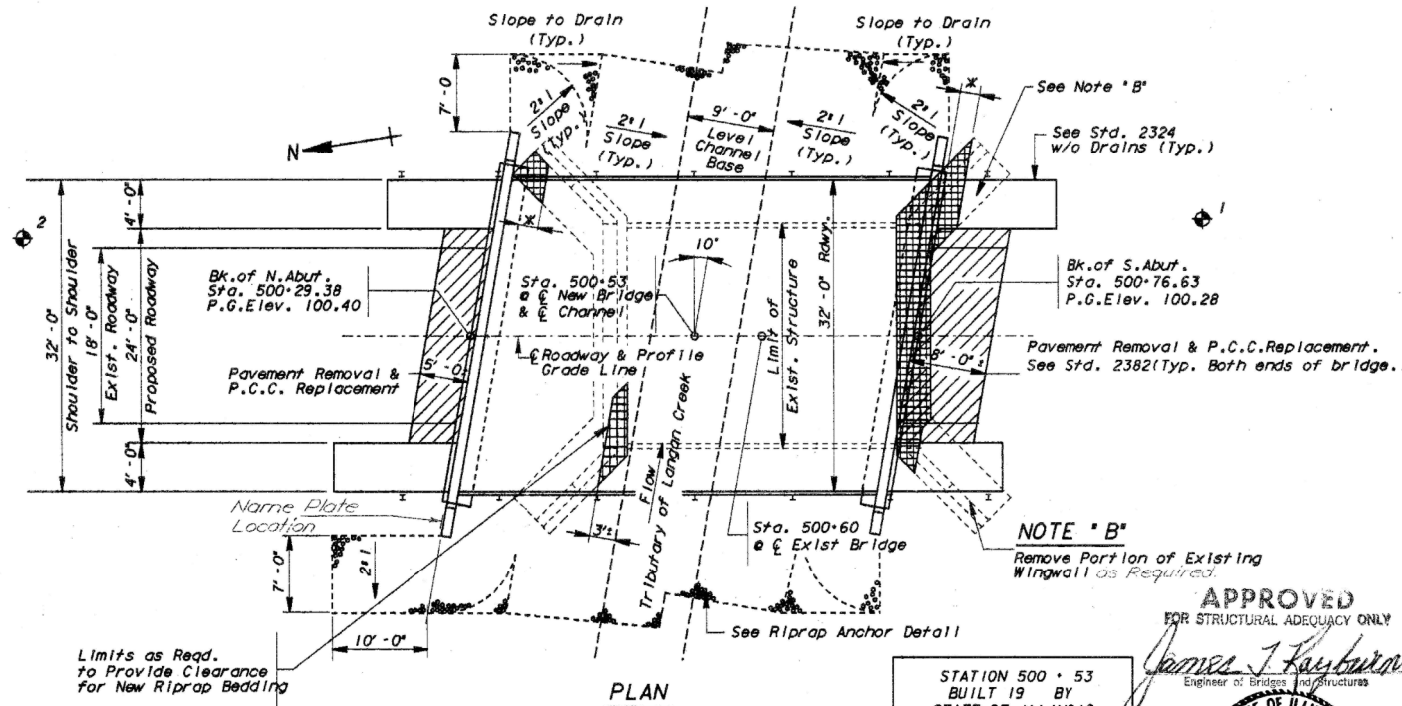 Slope to Drain
(Typ.)
Slope to Drain
(Typ.)
7'-0
2:1
Slope
(Typ.)
2:1
Slope
(Typ.)
9'-0"
Level
Channel
Base
2:1
Slope
(Typ.)
2:1
Slope
(Typ.)
*
See Note "B"
See Std. 2324
w/o Drains (Typ.)
N
2
1
32'-0"
Shoulder to Shoulder
18'-0"
Exist. Roadway
24'-0"
Proposed Roadway
4'-0"
4'-0"
Bk. of N. Abut.
Sta. 500+29.38
P.G. Elev. 100.40
*
Sta. 500+53
@ ℄ New Bridge
& ℄ Channel
10°
Limit of
Exist. Structure
32'-0" Rdwy.
Bk. of S. Abut.
Sta. 500+76.63
P.G. Elev. 100.28
5'-0
℄ Roadway & Profile
Grade Line
8'-0"±
Pavement Removal &
P.C.C. Replacement
Pavement Removal & P.C.C. Replacement.
See Std. 2382 (Typ. Both ends of bridge.
Name Plate
Location
3'±
Flow
Tributary of Langan Creek
Sta. 500+60
@ ℄ Exist Bridge
NOTE "B"
Remove Portion of Existing
Wingwall as Required.
7'-0"
2:1
10'-0"
See Riprap Anchor Detail
Limits as Reqd.
to Provide Clearance
for New Riprap Bedding
PLAN
STATION 500 + 53
BUILT 19 BY
STATE OF ILLINOIS
APPROVED
FOR STRUCTURAL ADEQUACY ONLY
James J. Rayburn
Engineer of Bridges and Structures
OF ILLI